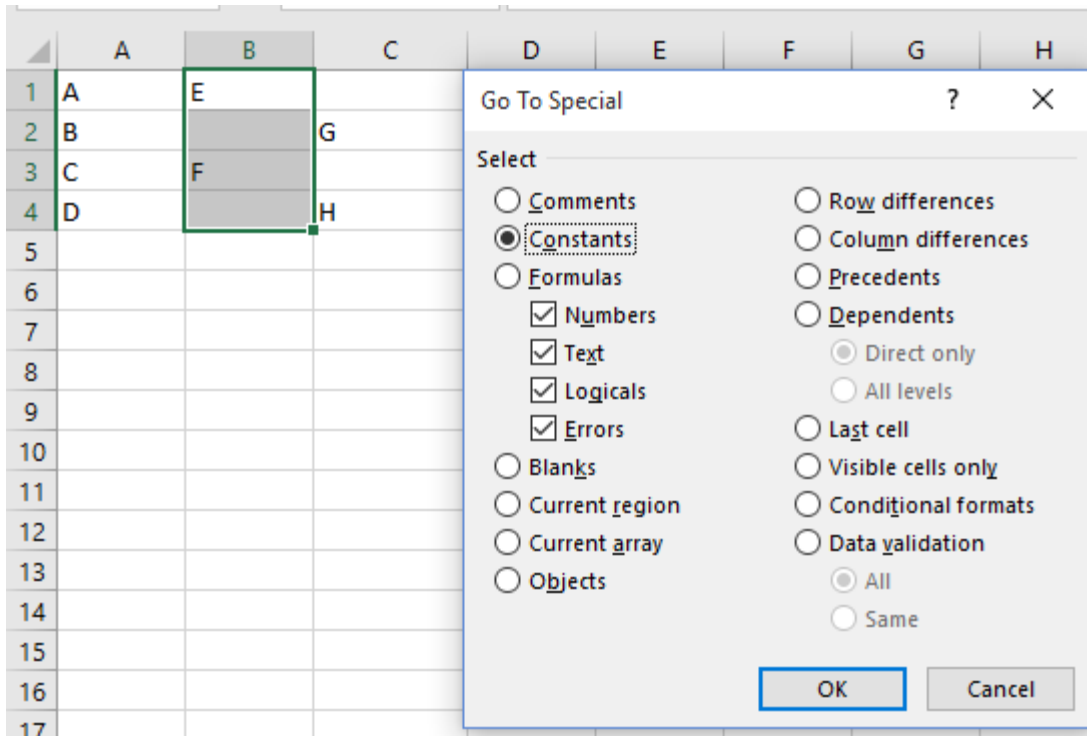 A B C D E F G H
1 A E
2 B G
3 C F
4 D H
5
6
7
8
9
10
11
12
13
14
15
16
17
Go To Special ? ×
Select
Comments
Constants
Formulas
Numbers
Text
Logicals
Errors
Blanks
Current region
Current array
Objects
Row differences
Column differences
Precedents
Dependents
Direct only
All levels
Last cell
Visible cells only
Conditional formats
Data validation
All
Same
OK Cancel